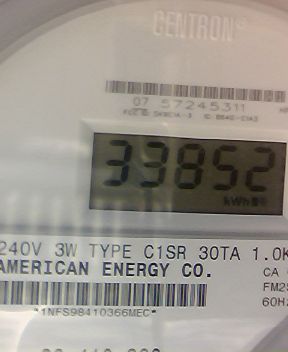 CENTRON®
07 57245311
33852
kWh
240V 3W TYPE C1SR 30TA 1.0K
AMERICAN ENERGY CO.
CA
FM2S
60Hz
*1NFS98410366MEC*